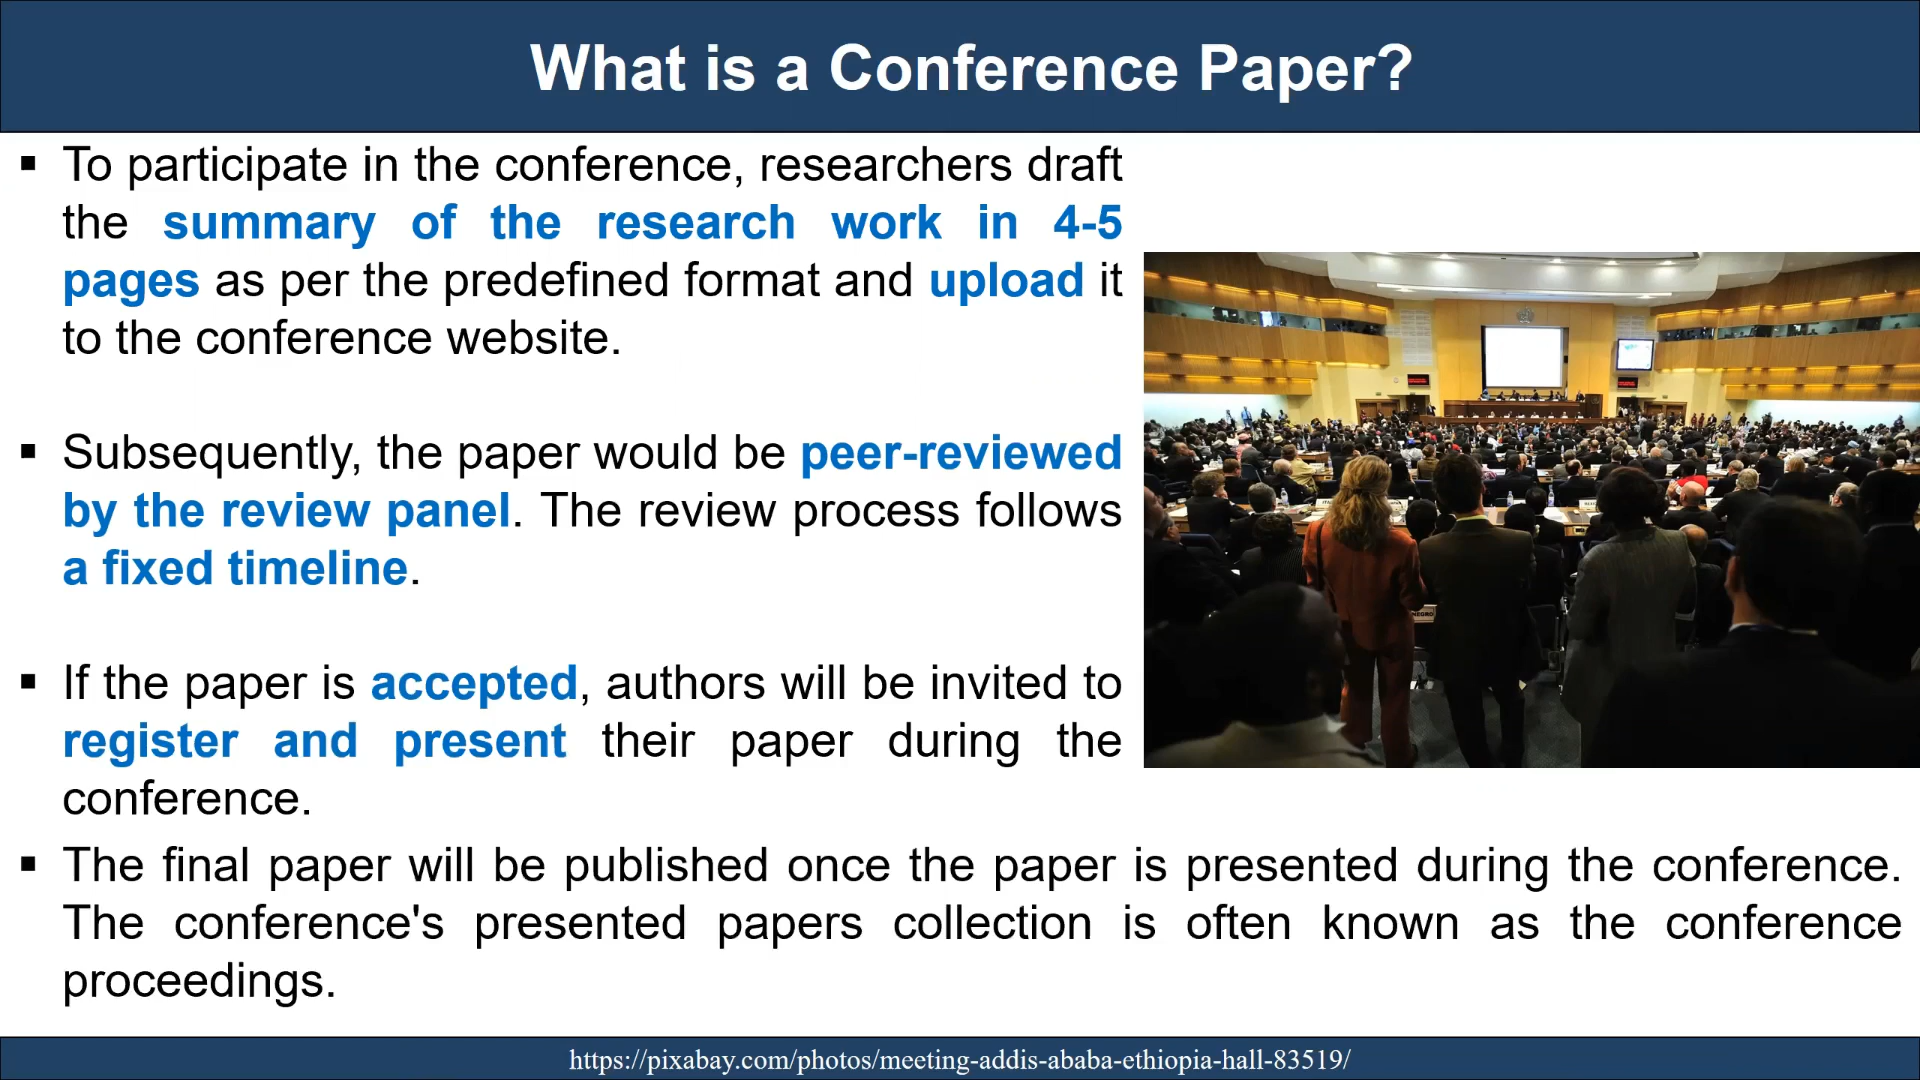 What is a Conference Paper?
▪ To participate in the conference, researchers draft
the summary of the research work in 4-5
pages as per the predefined format and upload it
to the conference website.
▪ Subsequently, the paper would be peer-reviewed
by the review panel. The review process follows
a fixed timeline.
▪ If the paper is accepted, authors will be invited to
register and present their paper during the
conference.
▪ The final paper will be published once the paper is presented during the conference.
The conference's presented papers collection is often known as the conference
proceedings.
https://pixabay.com/photos/meeting-addis-ababa-ethiopia-hall-83519/